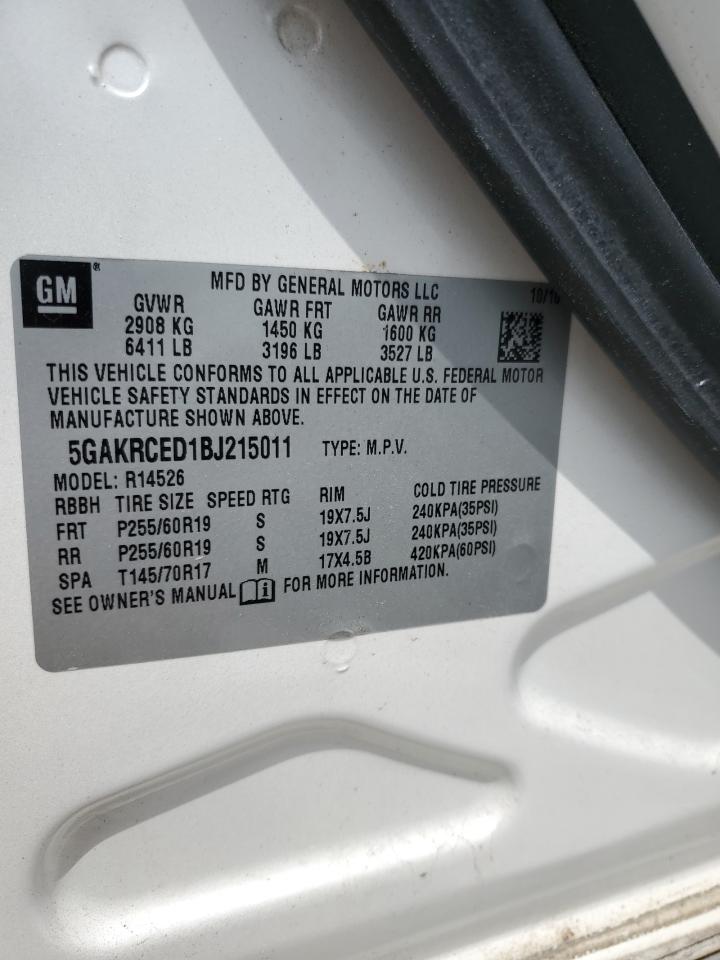 GM®
MFD BY GENERAL MOTORS LLC 10/10
GVWR GAWR FRT GAWR RR
2908 KG 1450 KG 1600 KG
6411 LB 3196 LB 3527 LB
THIS VEHICLE CONFORMS TO ALL APPLICABLE U.S. FEDERAL MOTOR
VEHICLE SAFETY STANDARDS IN EFFECT ON THE DATE OF
MANUFACTURE SHOWN ABOVE.
5GAKRCED1BJ215011 TYPE: M.P.V.
MODEL: R14526
RBBH TIRE SIZE SPEED RTG RIM COLD TIRE PRESSURE
FRT P255/60R19 S 19X7.5J 240KPA(35PSI)
RR P255/60R19 S 19X7.5J 240KPA(35PSI)
SPA T145/70R17 M 17X4.5B 420KPA(60PSI)
SEE OWNER'S MANUAL i FOR MORE INFORMATION.